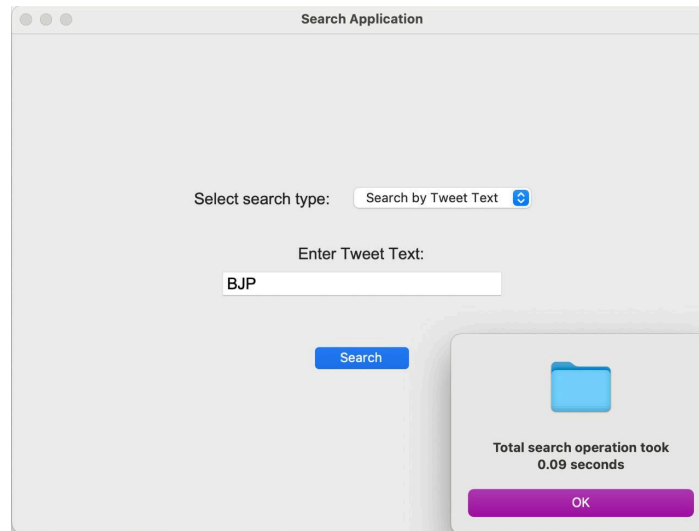 Search Application
Select search type: Search by Tweet Text
Enter Tweet Text:
BJP
Search
Total search operation took
0.09 seconds
OK